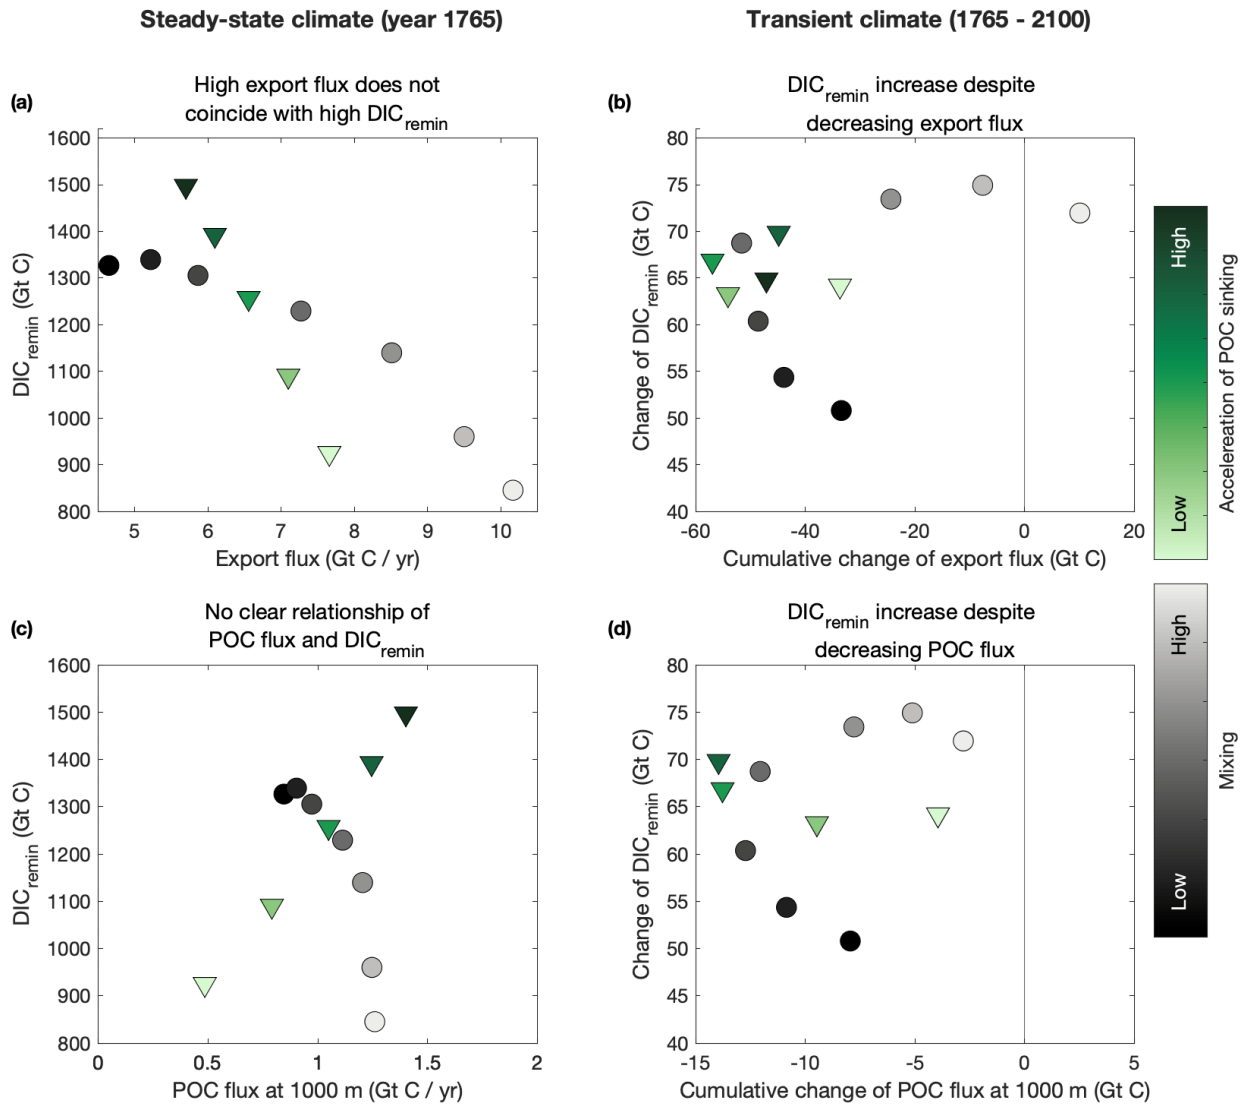 Steady-state climate (year 1765)
Transient climate (1765 - 2100)
(a)
High export flux does not
coincide with high DICremin
1600
1500
1400
1300
1200
1100
1000
900
800
DICremin (Gt C)
5
6
7
8
9
10
Export flux (Gt C / yr)
(b)
DICremin increase despite
decreasing export flux
80
75
70
65
60
55
50
45
40
Change of DICremin (Gt C)
-60
-40
-20
0
20
Cumulative change of export flux (Gt C)
High
Low
Accelereation of POC sinking
(c)
No clear relationship of
POC flux and DICremin
1600
1500
1400
1300
1200
1100
1000
900
800
DICremin (Gt C)
0
0.5
1
1.5
2
POC flux at 1000 m (Gt C / yr)
(d)
DICremin increase despite
decreasing POC flux
80
75
70
65
60
55
50
45
40
Change of DICremin (Gt C)
-15
-10
-5
0
5
Cumulative change of POC flux at 1000 m (Gt C)
High
Low
Mixing